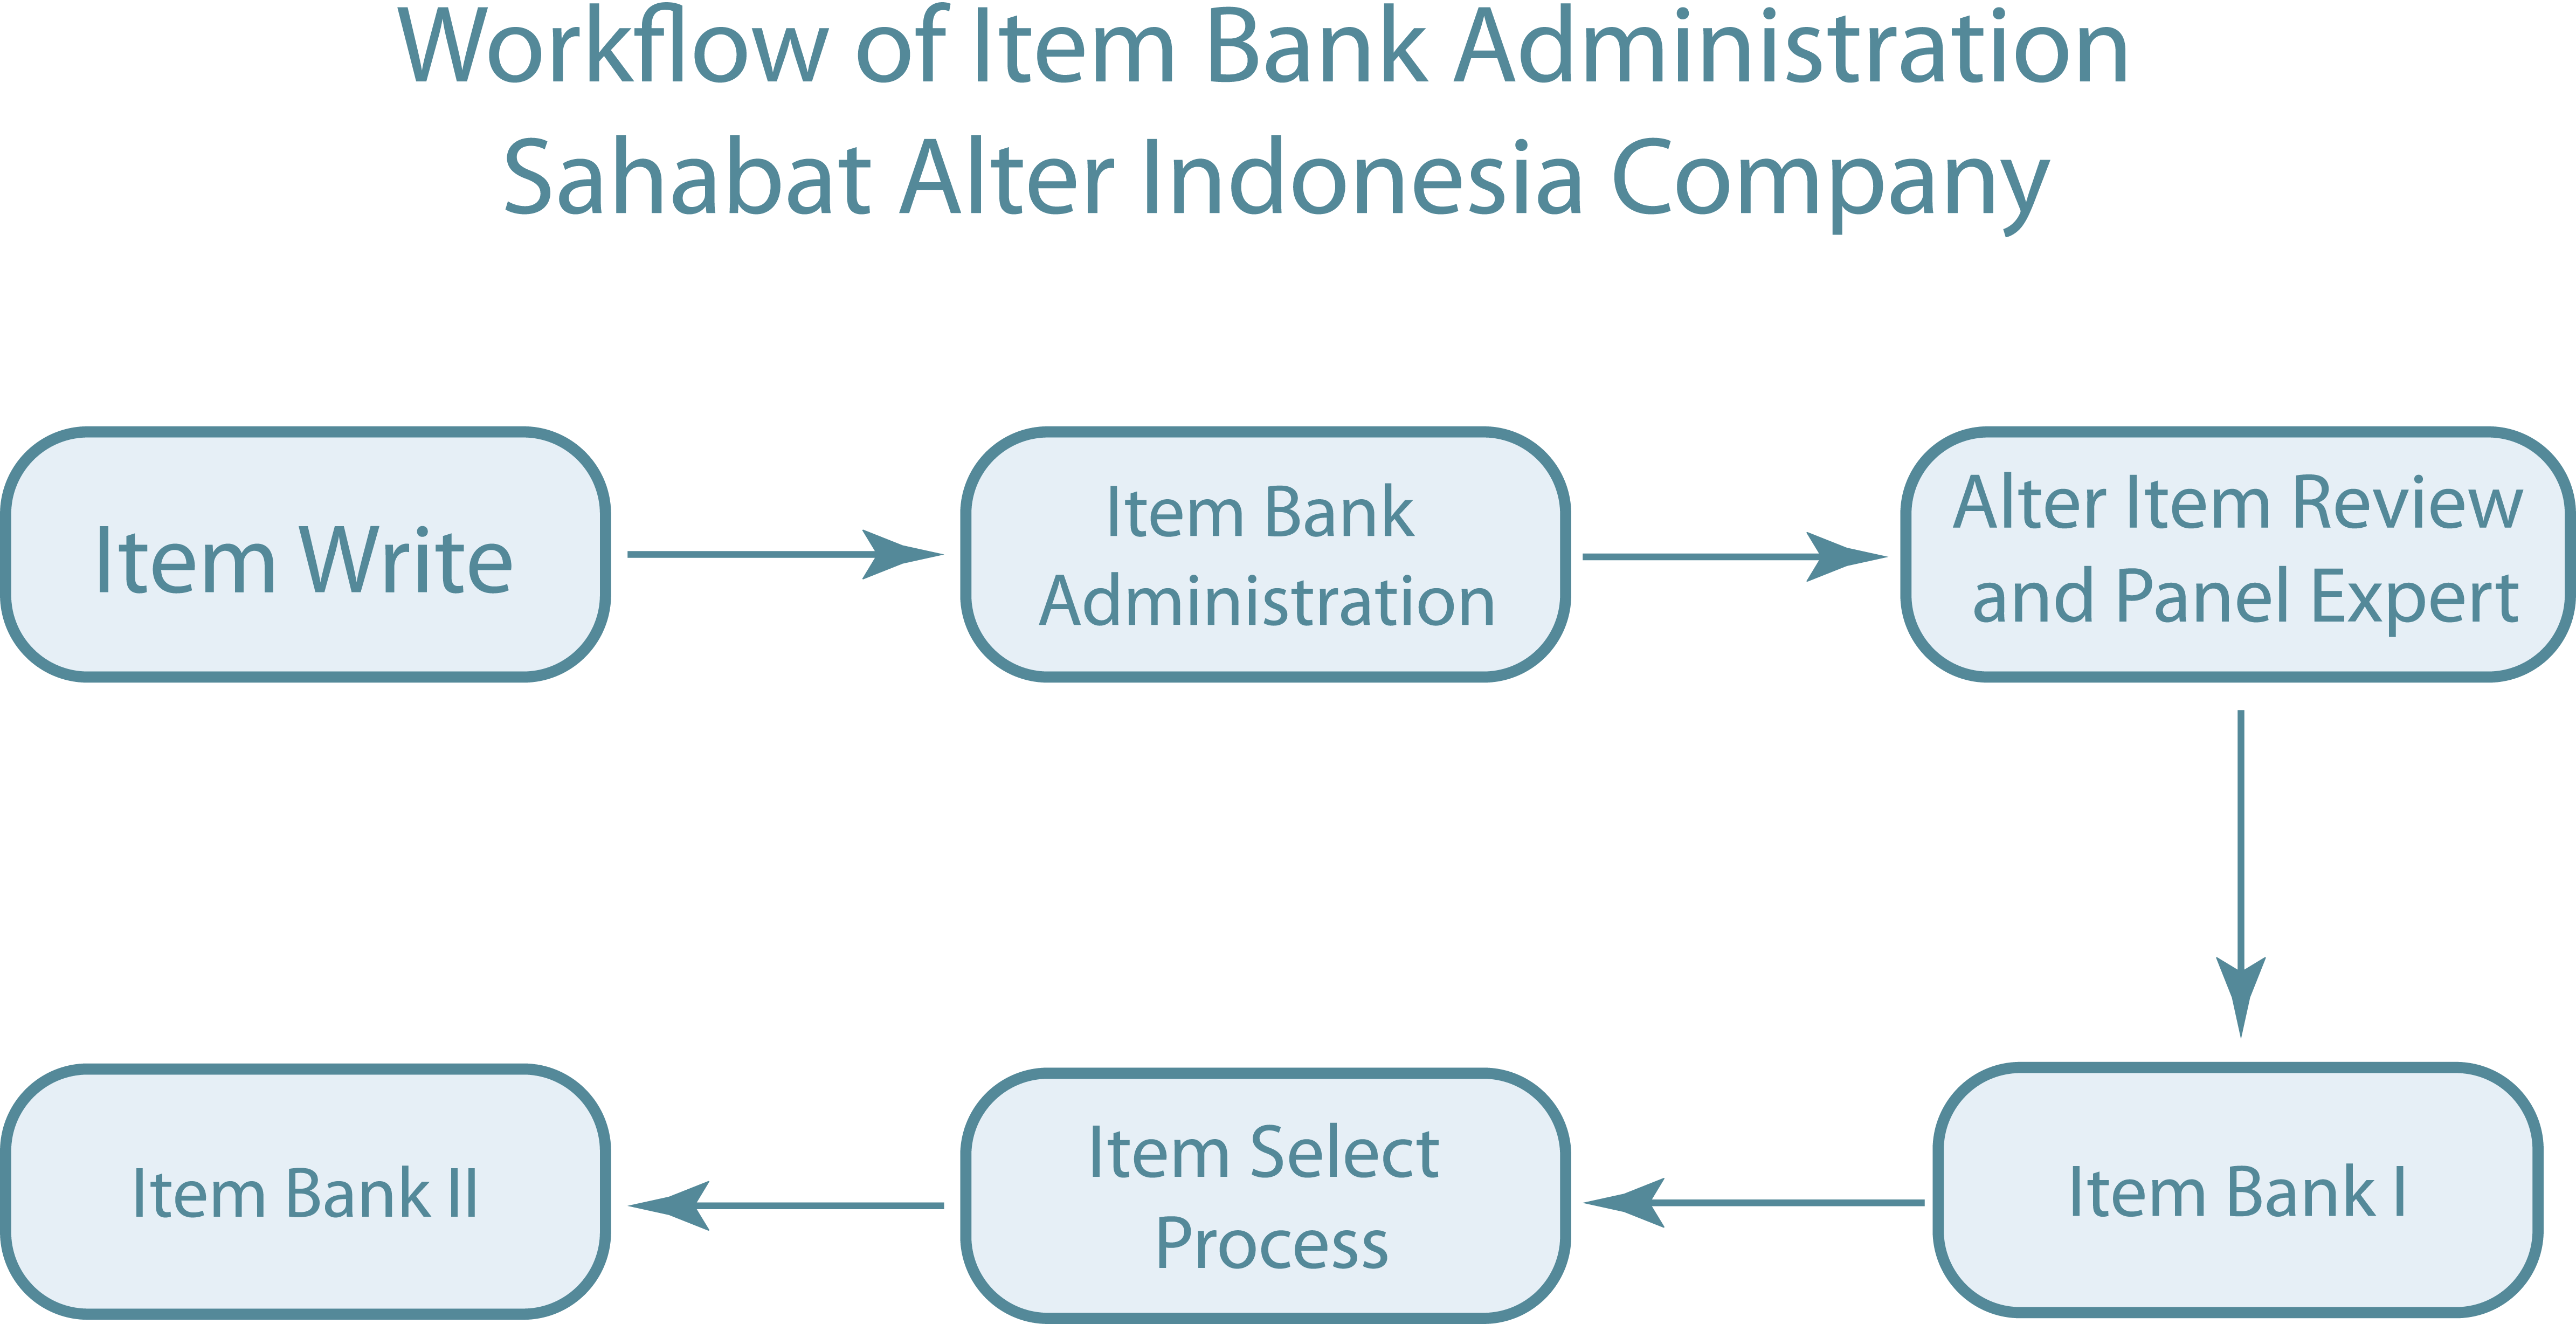 Workflow of Item Bank Administration
Sahabat Alter Indonesia Company
Item Write
Item Bank
Administration
Alter Item Review
and Panel Expert
Item Bank I
Item Select
Process
Item Bank II